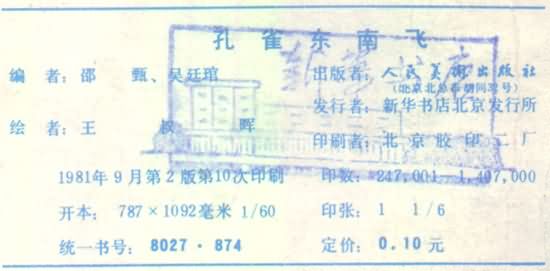 孔雀东南飞
编者：邵甄、吴廷琯
绘者：王叔晖
出版者：人民美术出版社
(北京北总布胡同32号)
发行者：新华书店北京发行所
印刷者：北京胶印二厂
1981年9月第2版第10次印刷 印数：247,001—1,407,000
开本：787×1092毫米 1/60 印张：1 1/6
统一书号：8027·874 定价：0.10元